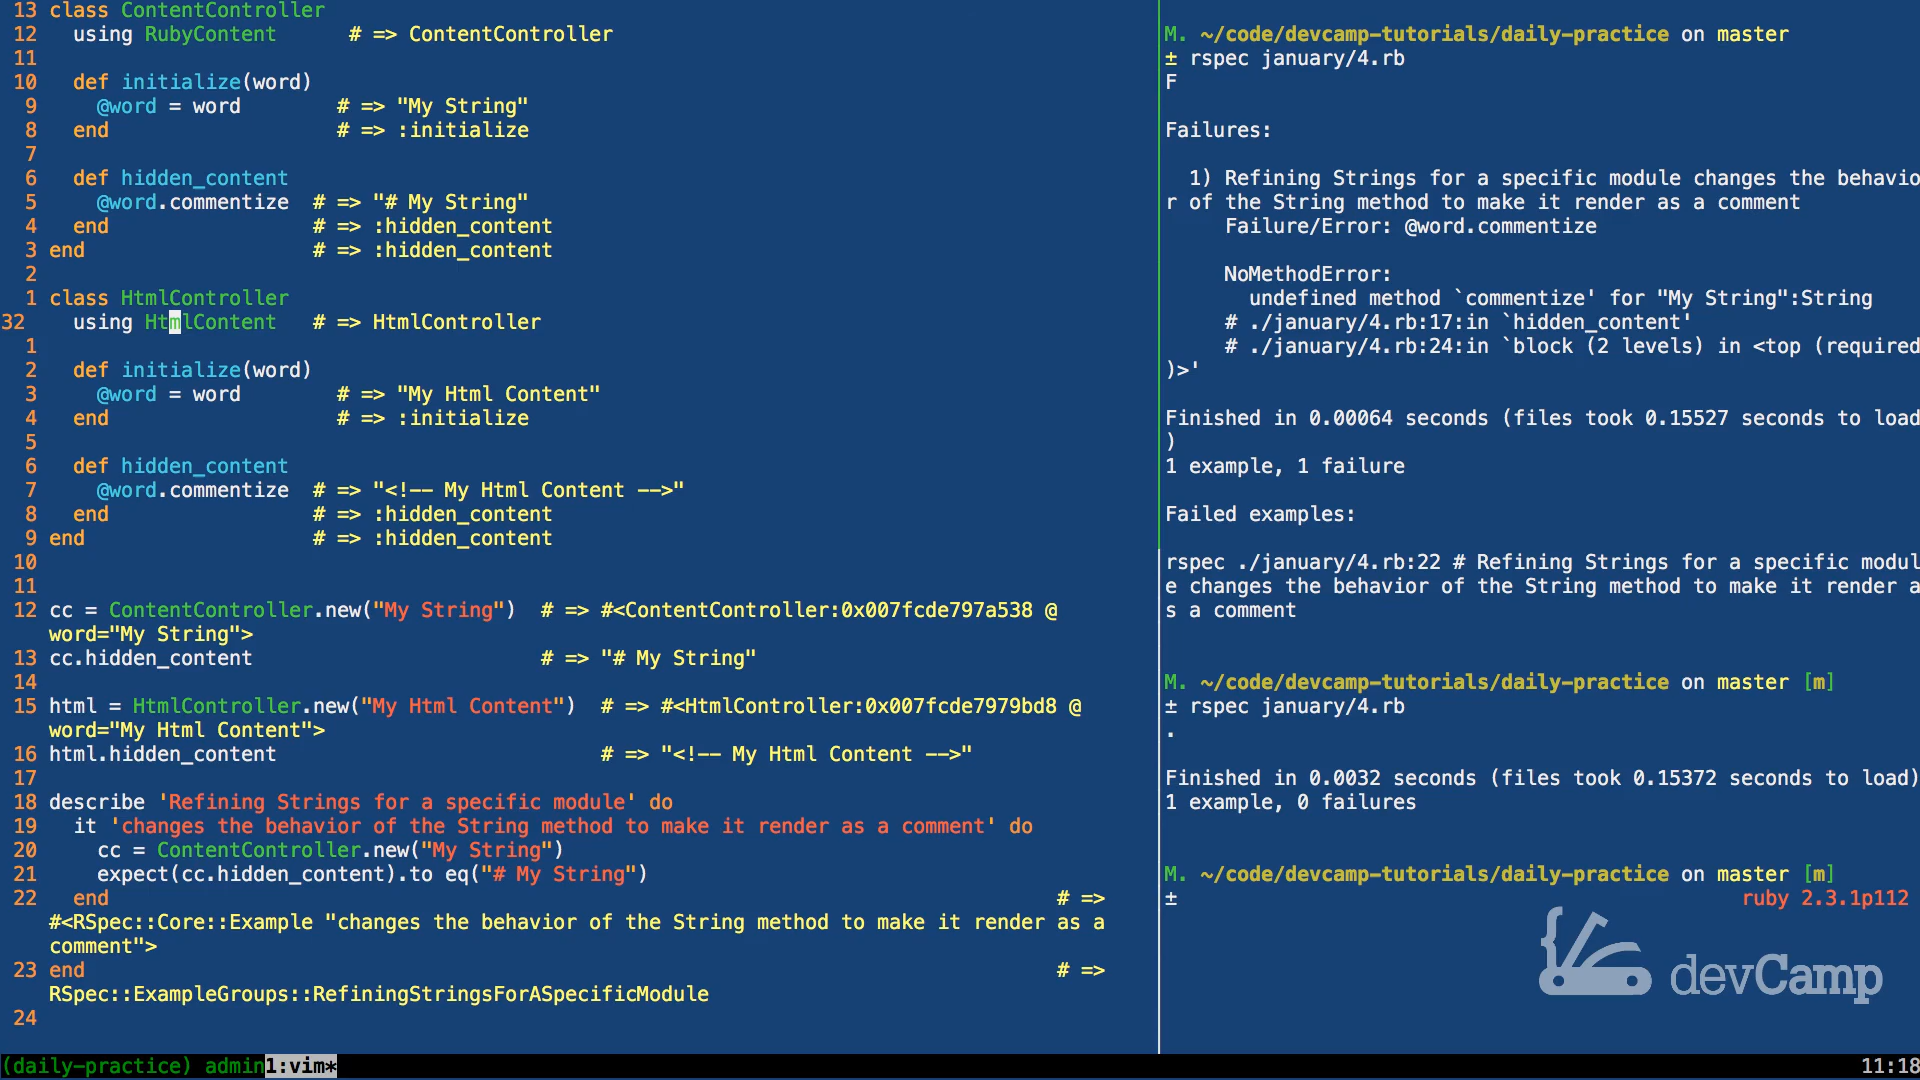 13 class ContentController
12   using RubyContent      # => ContentController
11
10   def initialize(word)
 9     @word = word        # => "My String"
 8   end                   # => :initialize
 7
 6   def hidden_content
 5     @word.commentize  # => "# My String"
 4   end                 # => :hidden_content
 3 end                   # => :hidden_content
 2
 1 class HtmlController
32   using HtmlContent   # => HtmlController
 1
 2   def initialize(word)
 3     @word = word        # => "My Html Content"
 4   end                   # => :initialize
 5
 6   def hidden_content
 7     @word.commentize  # => "<!-- My Html Content -->"
 8   end                 # => :hidden_content
 9 end                   # => :hidden_content
10
11
12 cc = ContentController.new("My String")  # => #<ContentController:0x007fcde797a538 @
word="My String">
13 cc.hidden_content                        # => "# My String"
14
15 html = HtmlController.new("My Html Content")  # => #<HtmlController:0x007fcde7979bd8 @
word="My Html Content">
16 html.hidden_content                           # => "<!-- My Html Content -->"
17
18 describe 'Refining Strings for a specific module' do
19   it 'changes the behavior of the String method to make it render as a comment' do
20     cc = ContentController.new("My String")
21     expect(cc.hidden_content).to eq("# My String")
22   end                                                                               # =>
#<RSpec::Core::Example "changes the behavior of the String method to make it render as a
comment">
23 end                                                                                 # =>
RSpec::ExampleGroups::RefiningStringsForASpecificModule
24
M. ~/code/devcamp-tutorials/daily-practice on master
± rspec january/4.rb
F
Failures:
  1) Refining Strings for a specific module changes the behavio
r of the String method to make it render as a comment
     Failure/Error: @word.commentize
     NoMethodError:
       undefined method `commentize' for "My String":String
     # ./january/4.rb:17:in `hidden_content'
     # ./january/4.rb:24:in `block (2 levels) in <top (required
)>'
Finished in 0.00064 seconds (files took 0.15527 seconds to load
)
1 example, 1 failure
Failed examples:
rspec ./january/4.rb:22 # Refining Strings for a specific modul
e changes the behavior of the String method to make it render a
s a comment
M. ~/code/devcamp-tutorials/daily-practice on master [m]
± rspec january/4.rb
.
Finished in 0.0032 seconds (files took 0.15372 seconds to load)
1 example, 0 failures
M. ~/code/devcamp-tutorials/daily-practice on master [m]
± ruby 2.3.1p112
devCamp
(daily-practice) admin 1:vim* 11:18